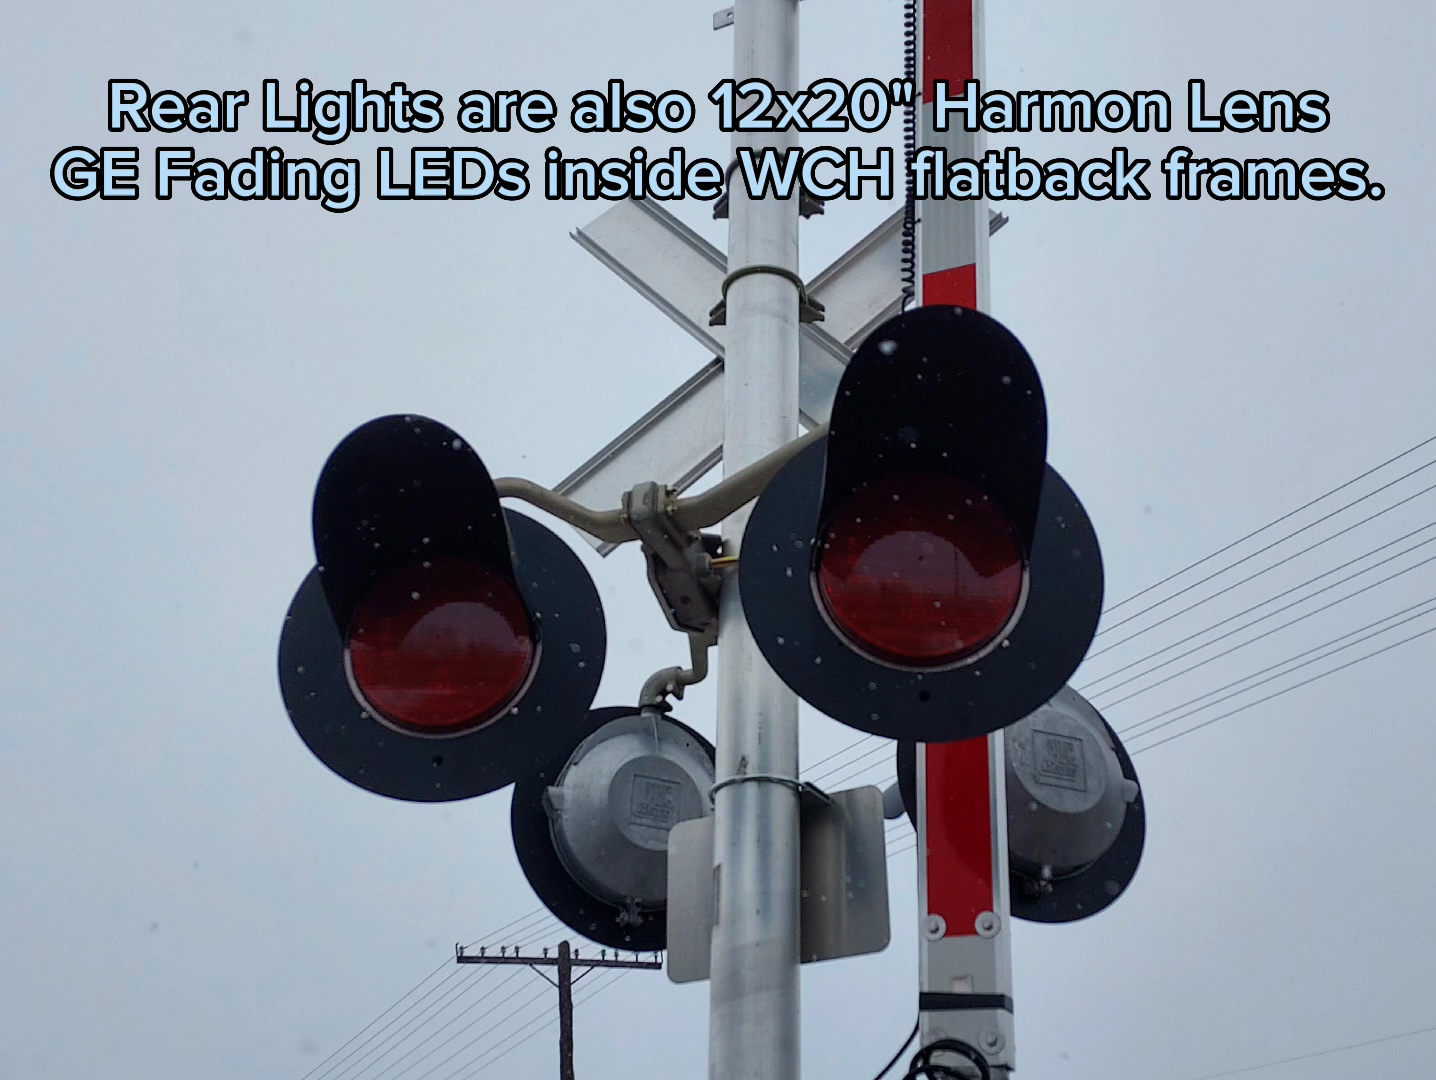 Rear Lights are also 12x20" Harmon Lens
GE Fading LEDs inside WCH flatback frames.